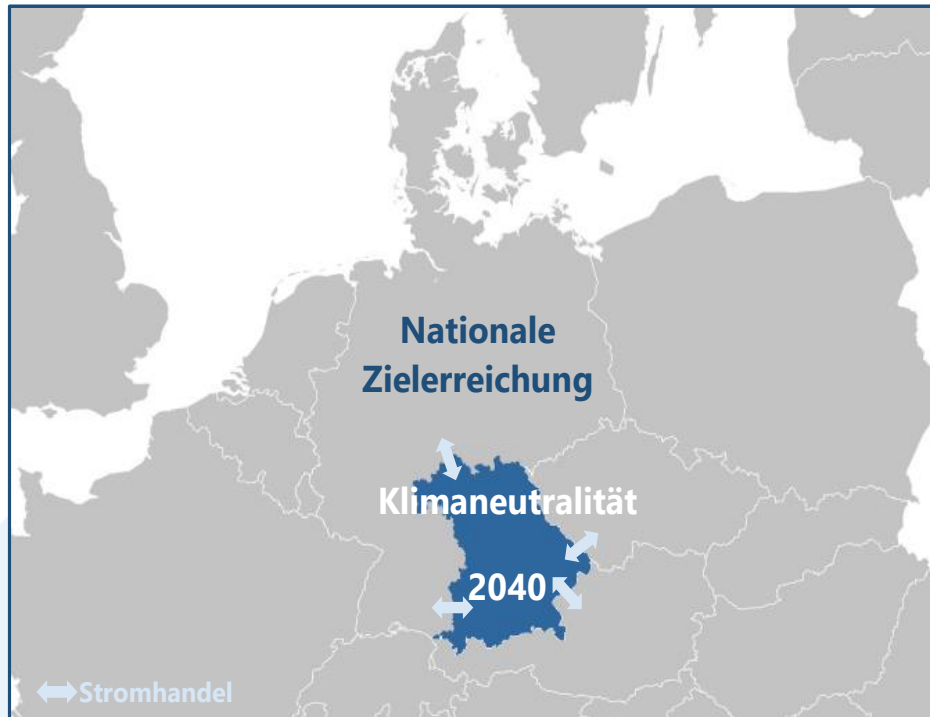 Nationale
Zielerreichung
Klimaneutralität
2040
Stromhandel